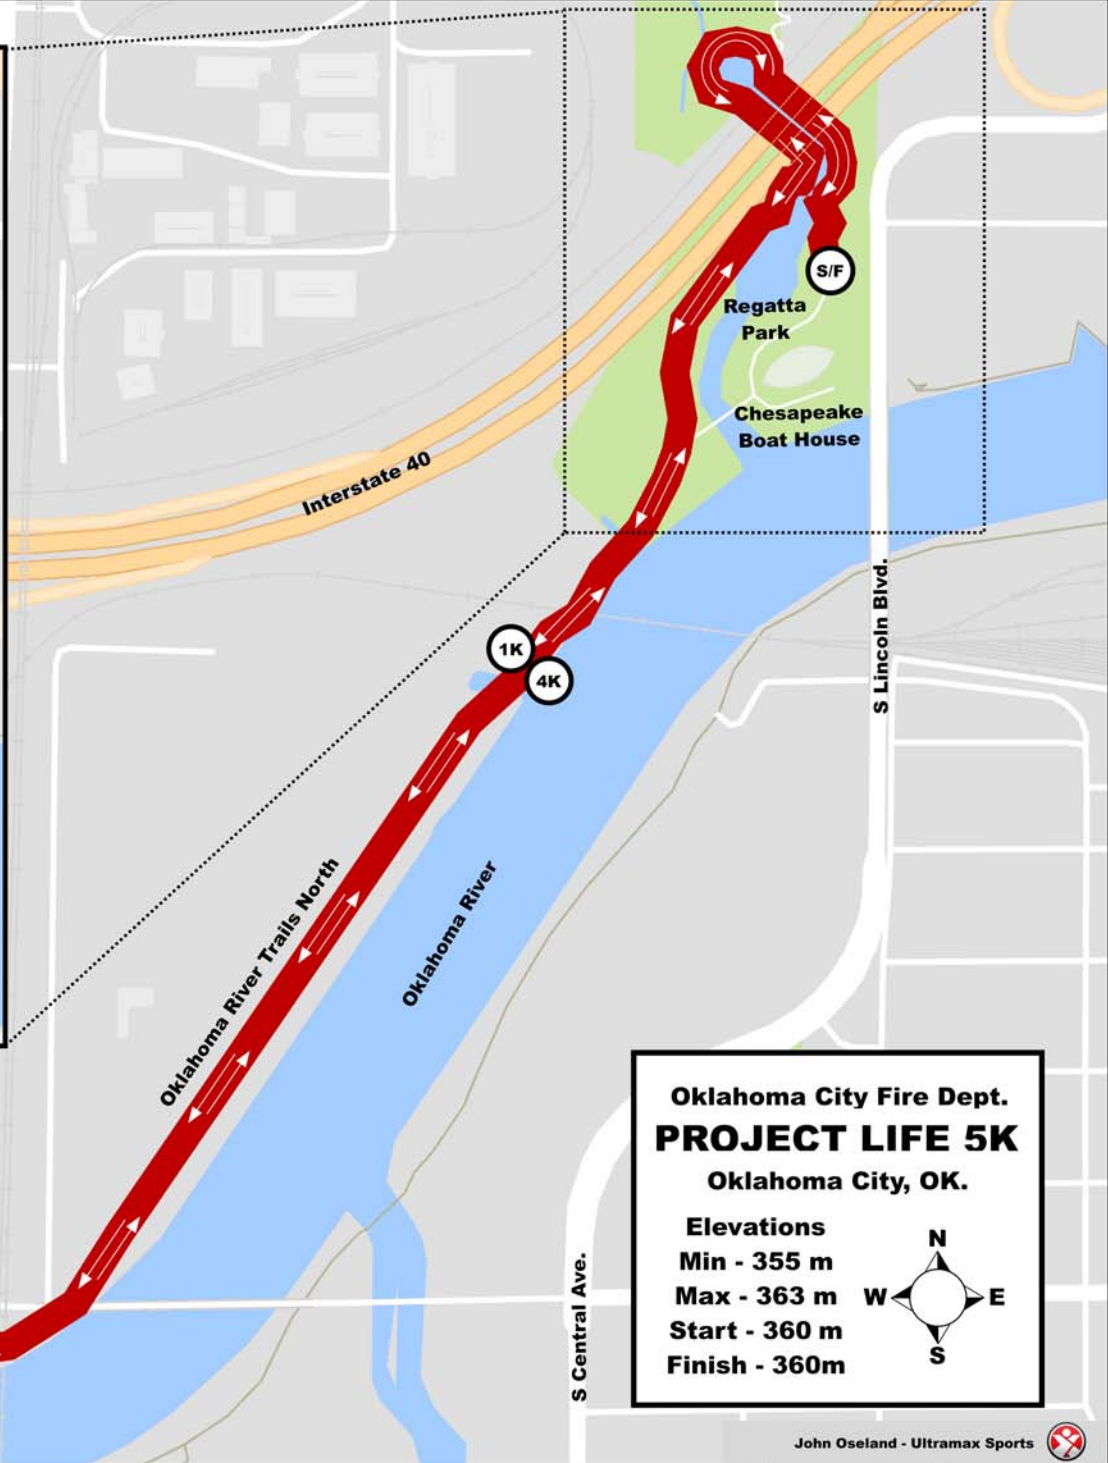 S/F
Regatta
Park
Chesapeake
Boat House
Interstate 40
S Lincoln Blvd.
1K
4K
Oklahoma River Trails North
Oklahoma River
S Central Ave.
Oklahoma City Fire Dept.
PROJECT LIFE 5K
Oklahoma City, OK.
Elevations
Min - 355 m
Max - 363 m
Start - 360 m
Finish - 360m
N
W
E
S
John Oseland - Ultramax Sports